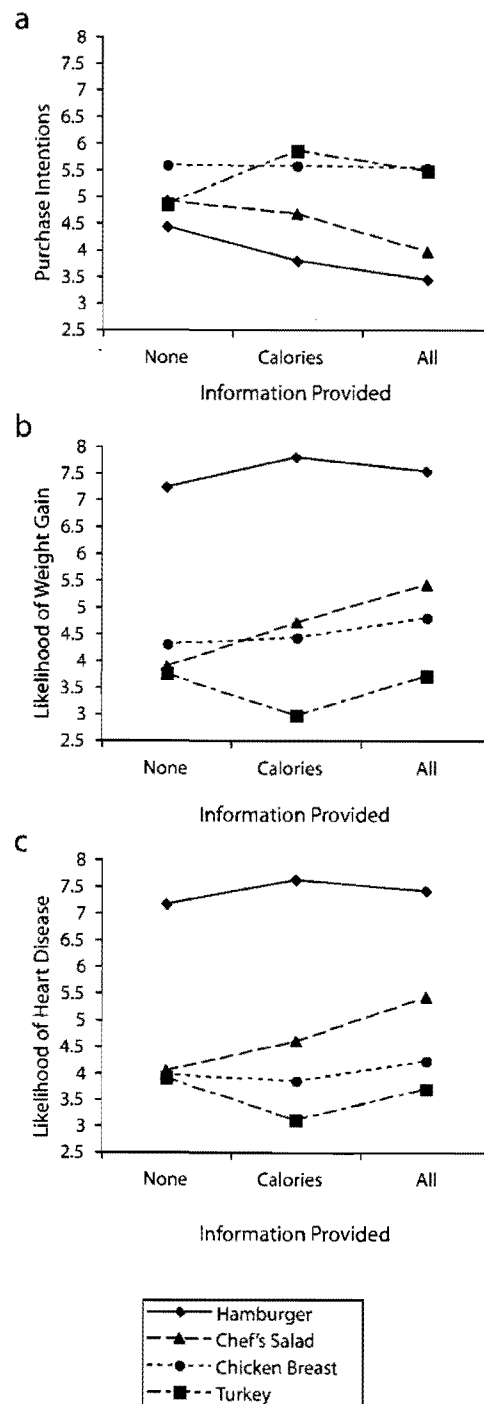 a
Purchase Intentions
8
7.5
7
6.5
6
5.5
5
4.5
4
3.5
3
2.5
None Calories All
Information Provided
b
Likelihood of Weight Gain
8
7.5
7
6.5
6
5.5
5
4.5
4
3.5
3
2.5
None Calories All
Information Provided
c
Likelihood of Heart Disease
8
7.5
7
6.5
6
5.5
5
4.5
4
3.5
3
2.5
None Calories All
Information Provided
Hamburger
Chef's Salad
Chicken Breast
Turkey